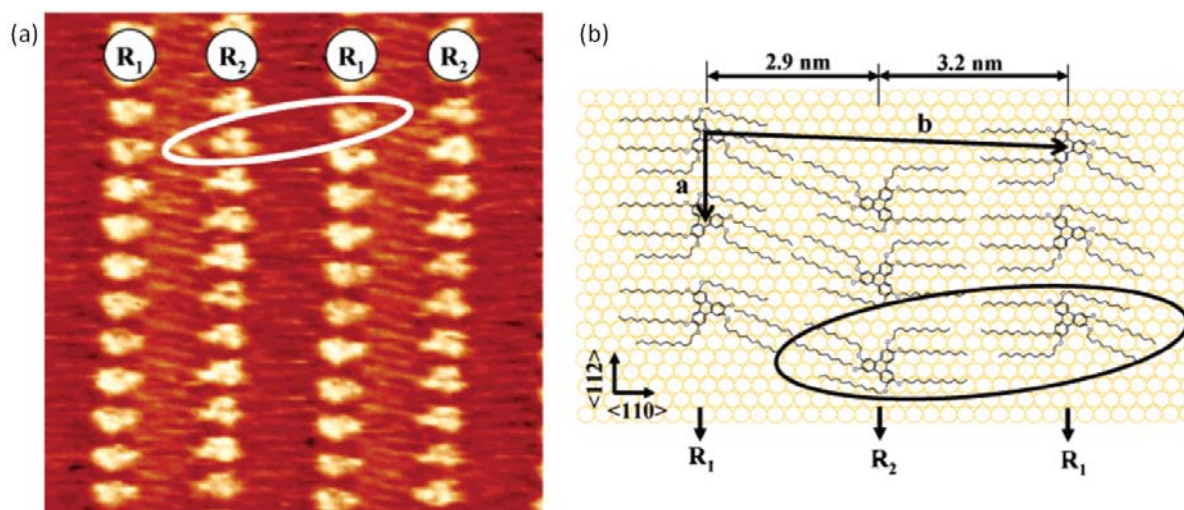 (a)
R1 R2 R1 R2
(b)
2.9 nm 3.2 nm
b
a
<112>
<110>
R1 R2 R1